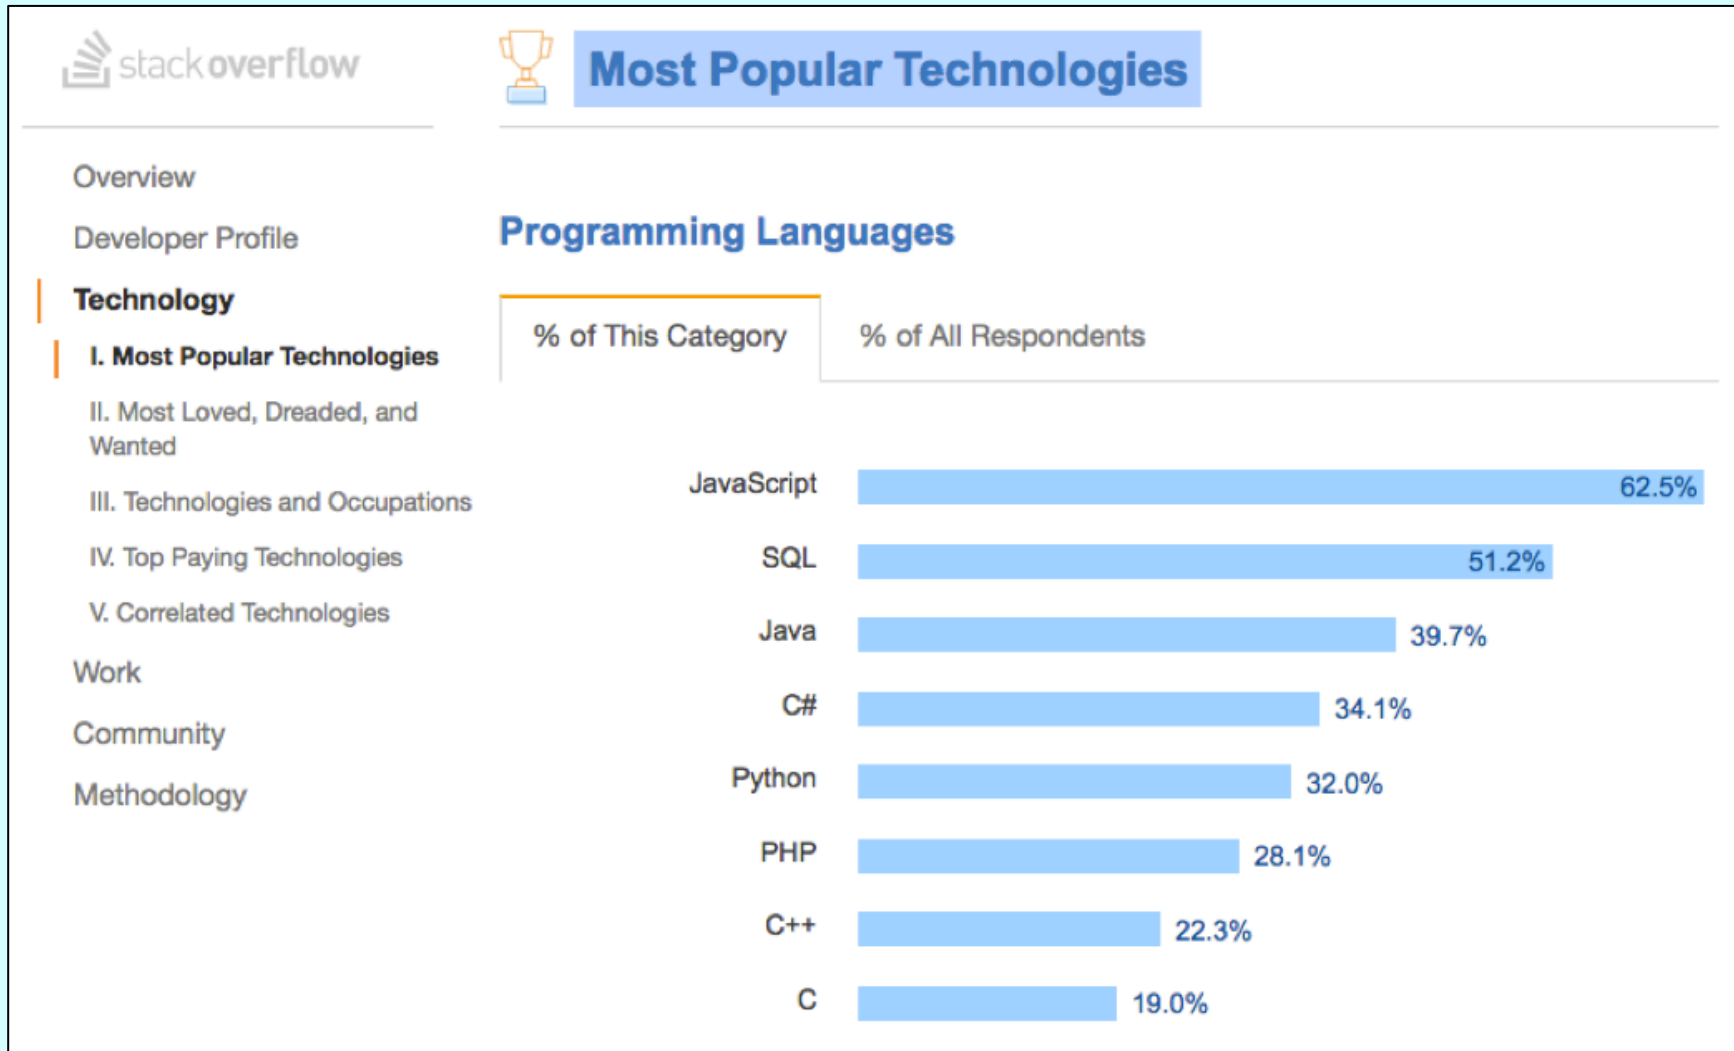 stackoverflow
Most Popular Technologies
Overview
Developer Profile
Technology
I. Most Popular Technologies
II. Most Loved, Dreaded, and
Wanted
III. Technologies and Occupations
IV. Top Paying Technologies
V. Correlated Technologies
Work
Community
Methodology
Programming Languages
% of This Category
% of All Respondents
JavaScript 62.5%
SQL 51.2%
Java 39.7%
C# 34.1%
Python 32.0%
PHP 28.1%
C++ 22.3%
C 19.0%